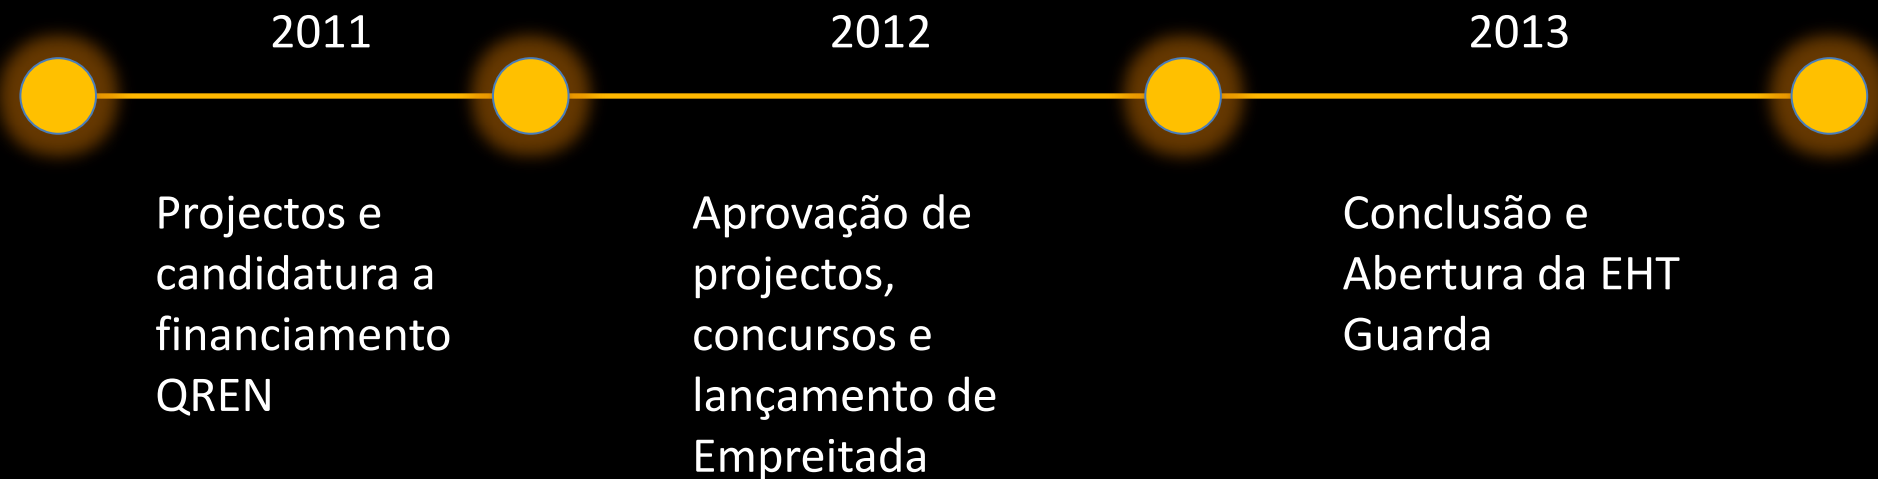 2011
2012
2013
Projectos e
candidatura a
financiamento
QREN
Aprovação de
projectos,
concursos e
lançamento de
Empreitada
Conclusão e
Abertura da EHT
Guarda